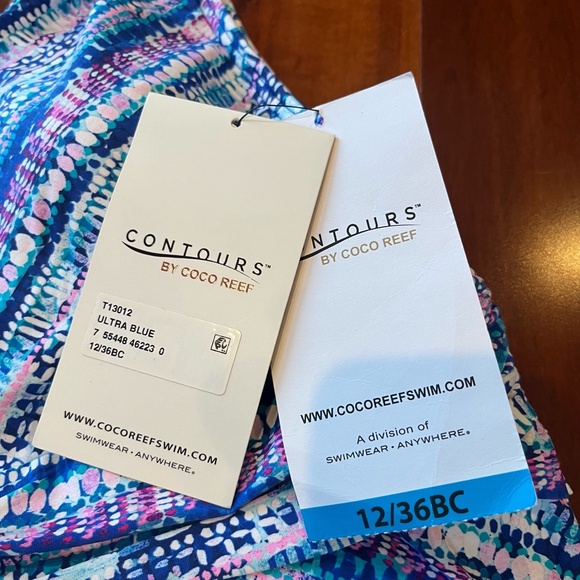 CONTOURS™
BY COCO REEF
T13012
ULTRA BLUE
7 55448 46223 0
12/36BC
WWW.COCOREEFSWIM.COM
SWIMWEAR • ANYWHERE®
NTOURS™
BY COCO REEF
WWW.COCOREEFSWIM.COM
A division of
SWIMWEAR • ANYWHERE®
12/36BC